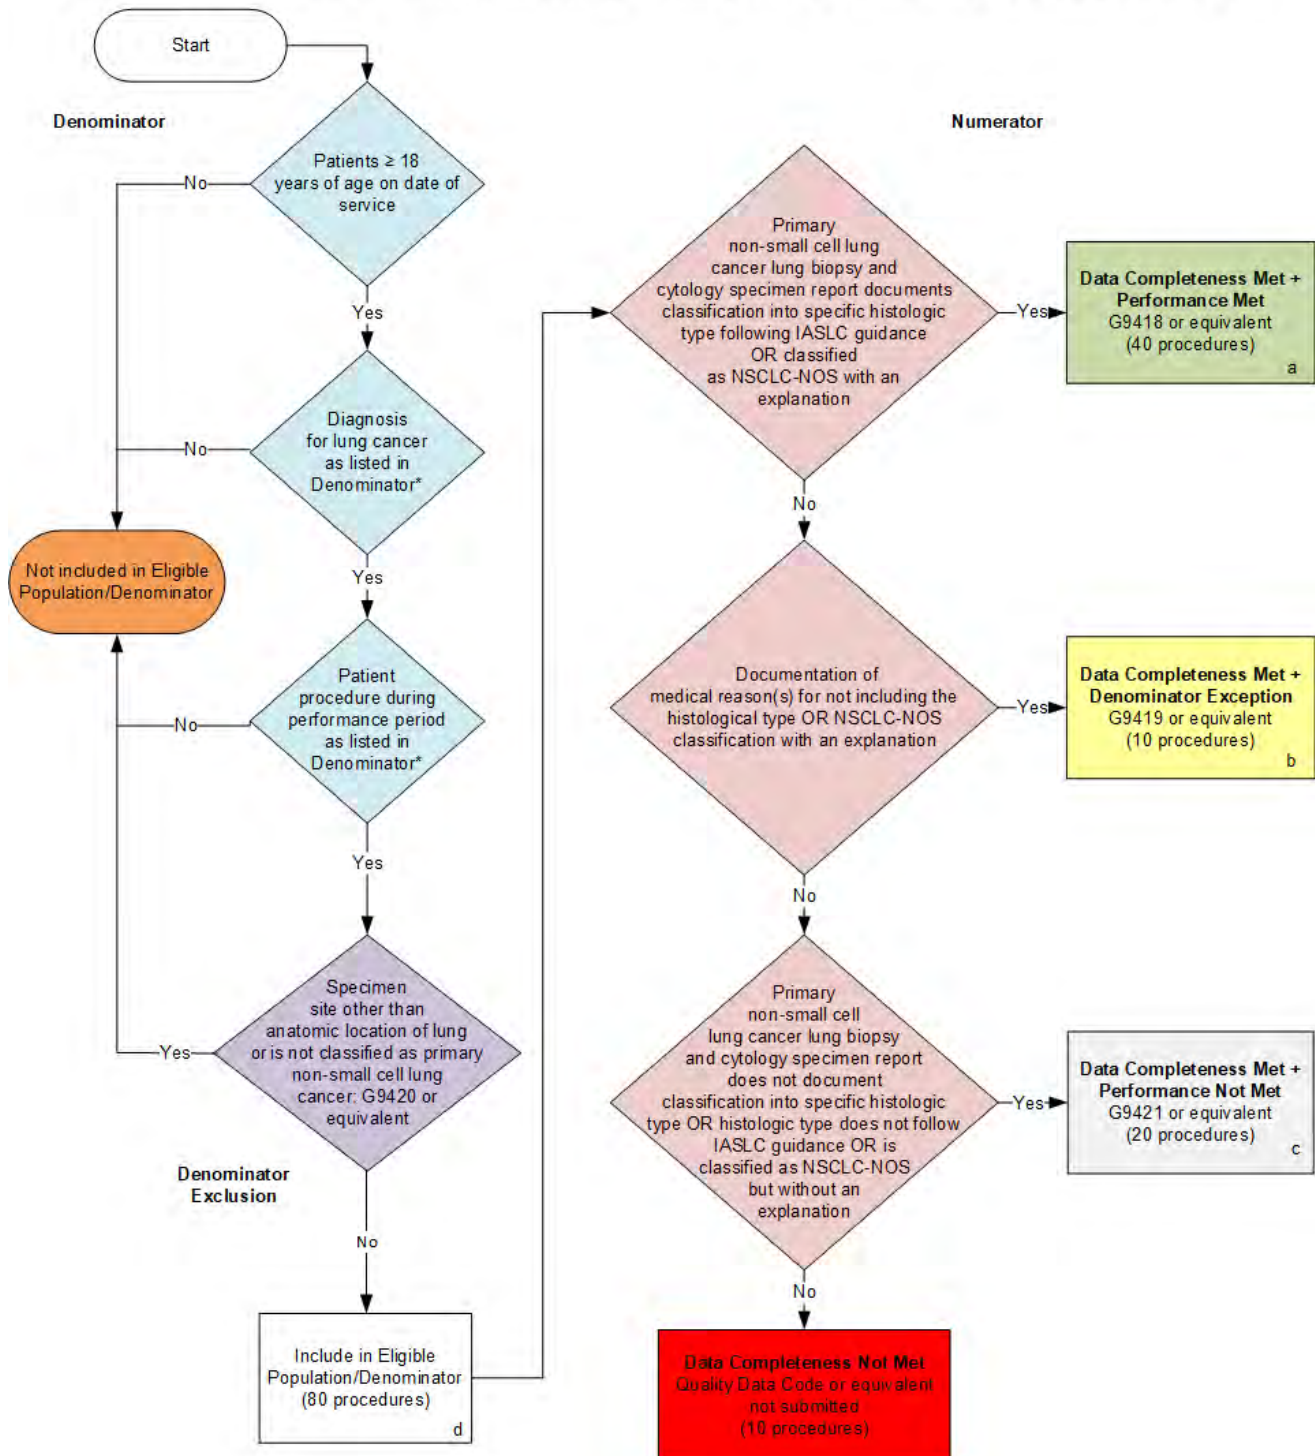 Start
Denominator
Numerator
Patients ≥ 18
years of age on date of
service
No
Yes
Diagnosis
for lung cancer
as listed in
Denominator*
No
Yes
Not included in Eligible
Population/Denominator
Patient
procedure during
performance period
as listed in
Denominator*
No
Yes
Specimen
site other than
anatomic location of lung
or is not classified as primary
non-small cell lung
cancer: G9420 or
equivalent
Yes
Denominator
Exclusion
No
Include in Eligible
Population/Denominator
(80 procedures)
d
Primary
non-small cell lung
cancer lung biopsy and
cytology specimen report documents
classification into specific histologic
type following IASLC guidance
OR classified
as NSCLC-NOS with an
explanation
Yes
Data Completeness Met +
Performance Met
G9418 or equivalent
(40 procedures)
a
No
Documentation of
medical reason(s) for not including the
histological type OR NSCLC-NOS
classification with an explanation
Yes
Data Completeness Met +
Denominator Exception
G9419 or equivalent
(10 procedures)
b
No
Primary
non-small cell
lung cancer lung biopsy
and cytology specimen report
does not document
classification into specific histologic
type OR histologic type does not follow
IASLC guidance OR is
classified as NSCLC-NOS
but without an
explanation
Yes
Data Completeness Met +
Performance Not Met
G9421 or equivalent
(20 procedures)
c
No
Data Completeness Not Met
Quality Data Code or equivalent
not submitted
(10 procedures)